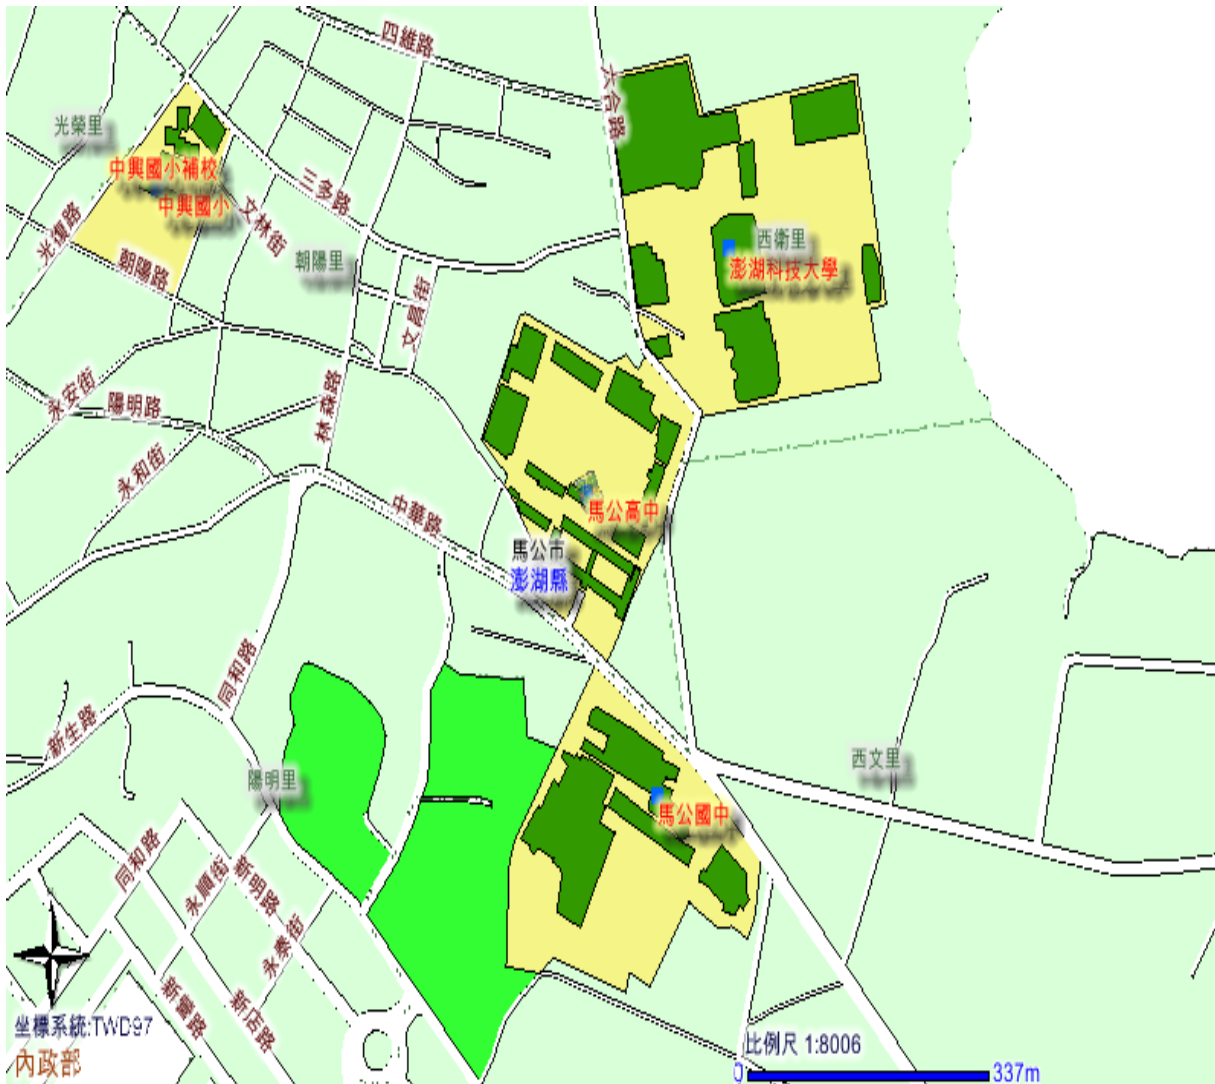 四維路
六合路
光榮里
中興國小補校
中興國小
三多路
文林街
光復路
朝陽路
朝陽里
西衛里
澎湖科技大學
文昌街
永安街
陽明路
林森路
永和街
中華路
馬公高中
馬公市
澎湖縣
同和路
新生路
陽明里
西文里
馬公國中
同和路
永順街
新明路
永泰街
新店路
坐標系統:TWD97
內政部
比例尺 1:8006
0
337m